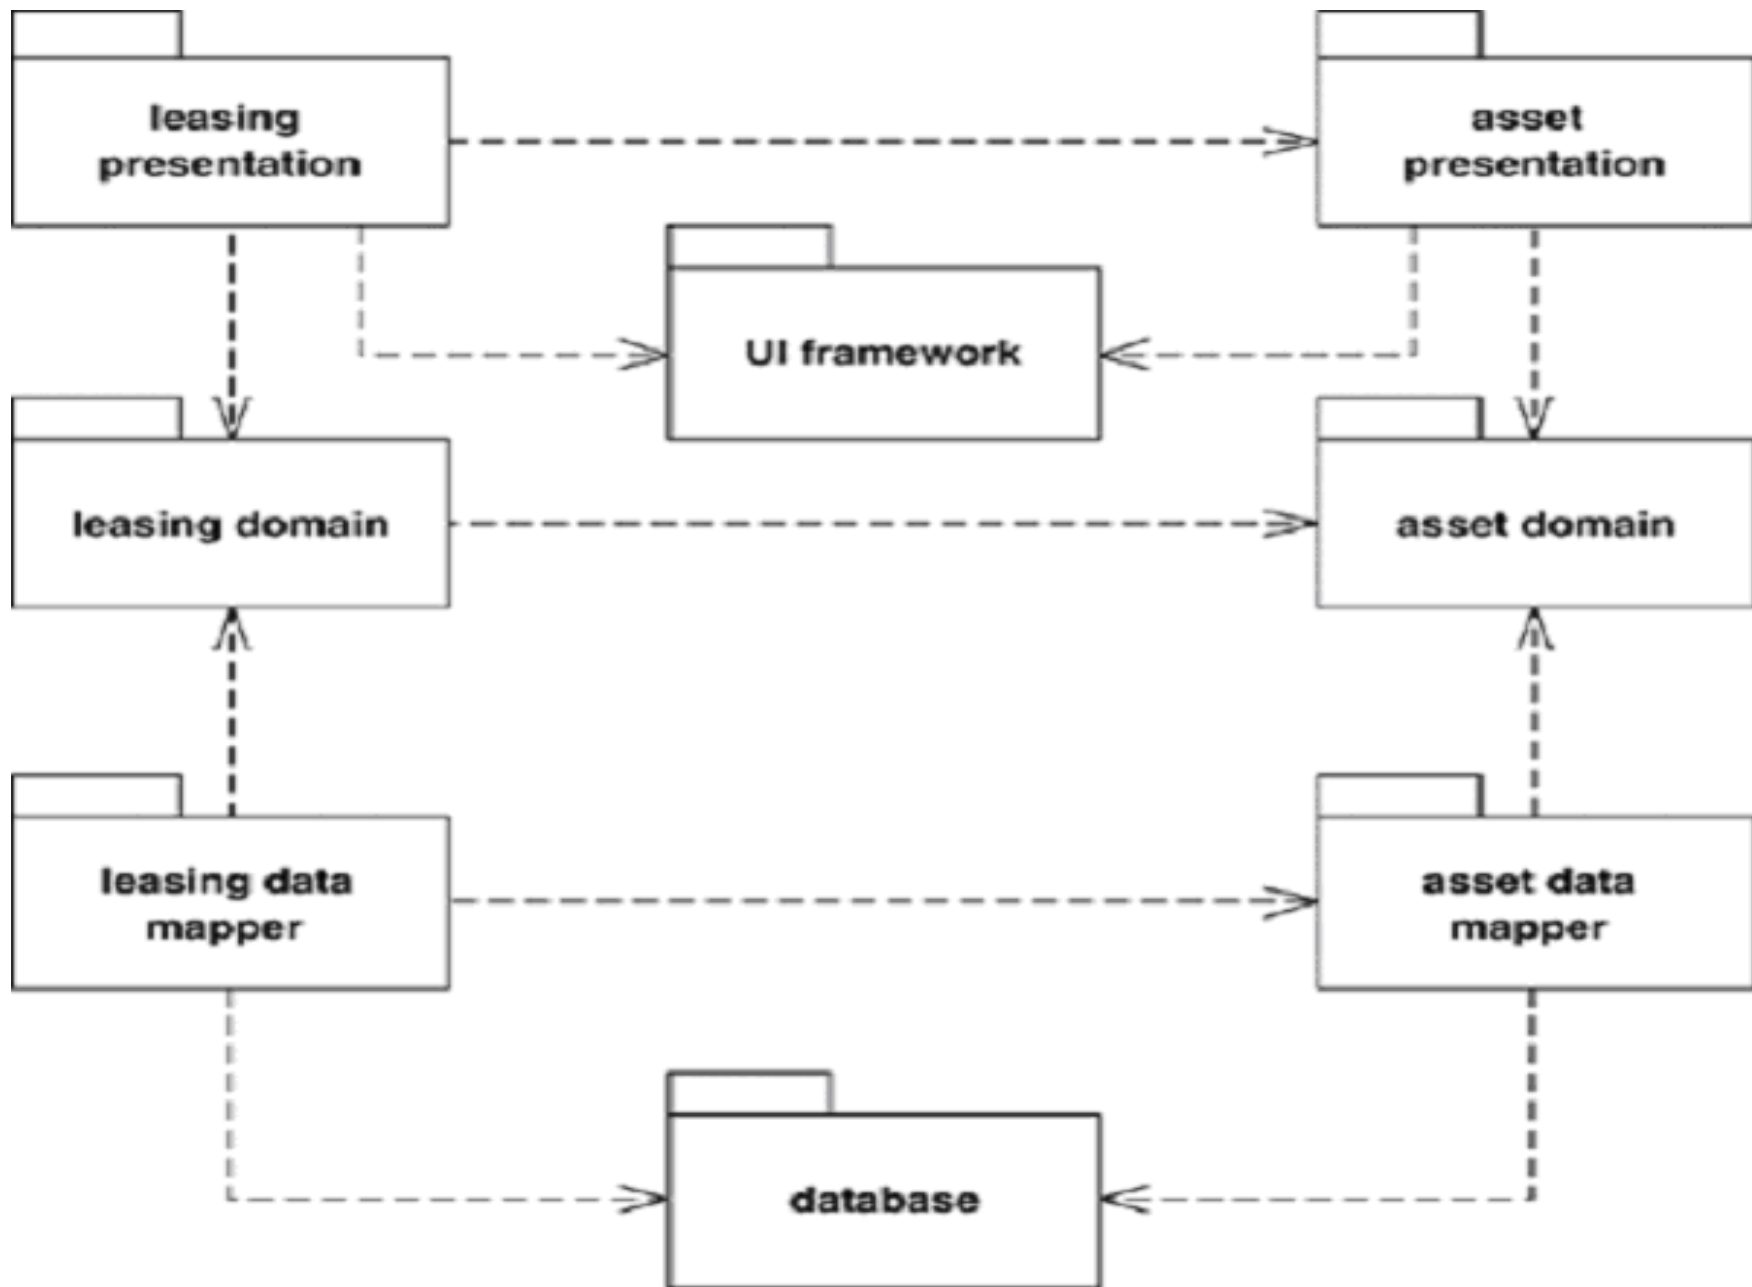 leasing
presentation
asset
presentation
UI framework
leasing domain
asset domain
leasing data
mapper
asset data
mapper
database